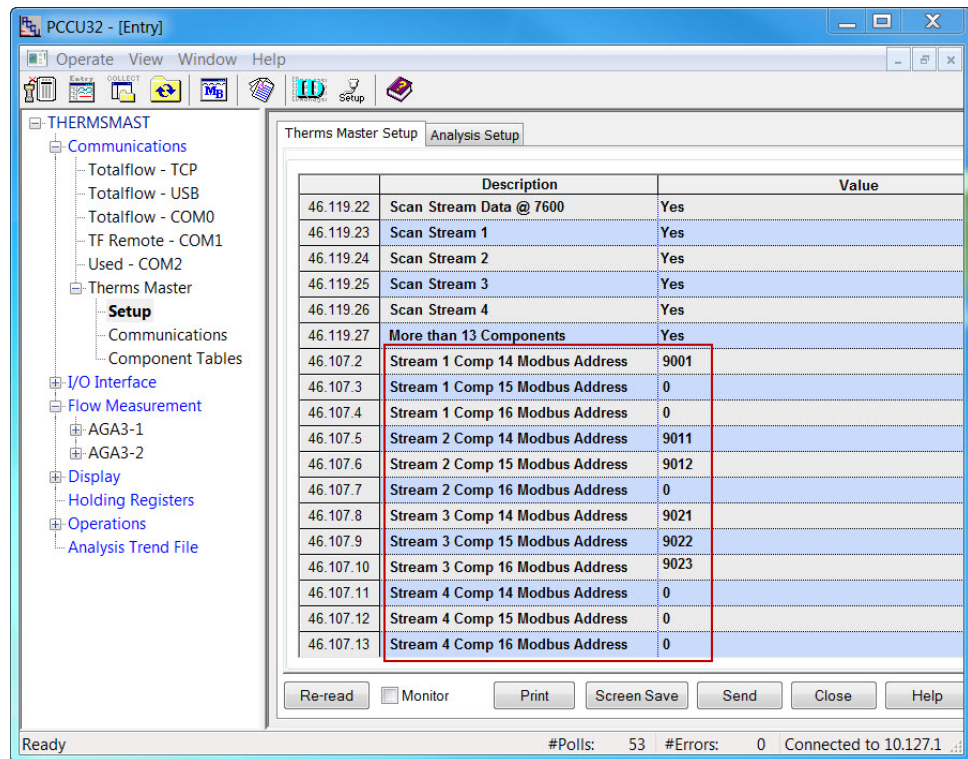 PCCU32 - [Entry]
Operate View Window Help
Entry COLLECT MB ID Setup
THERMSMAST
Communications
Totalflow - TCP
Totalflow - USB
Totalflow - COM0
TF Remote - COM1
Used - COM2
Therms Master
Setup
Communications
Component Tables
I/O Interface
Flow Measurement
AGA3-1
AGA3-2
Display
Holding Registers
Operations
Analysis Trend File
Therms Master Setup Analysis Setup
Description Value
46.119.22 Scan Stream Data @ 7600 Yes
46.119.23 Scan Stream 1 Yes
46.119.24 Scan Stream 2 Yes
46.119.25 Scan Stream 3 Yes
46.119.26 Scan Stream 4 Yes
46.119.27 More than 13 Components Yes
46.107.2 Stream 1 Comp 14 Modbus Address 9001
46.107.3 Stream 1 Comp 15 Modbus Address 0
46.107.4 Stream 1 Comp 16 Modbus Address 0
46.107.5 Stream 2 Comp 14 Modbus Address 9011
46.107.6 Stream 2 Comp 15 Modbus Address 9012
46.107.7 Stream 2 Comp 16 Modbus Address 0
46.107.8 Stream 3 Comp 14 Modbus Address 9021
46.107.9 Stream 3 Comp 15 Modbus Address 9022
46.107.10 Stream 3 Comp 16 Modbus Address 9023
46.107.11 Stream 4 Comp 14 Modbus Address 0
46.107.12 Stream 4 Comp 15 Modbus Address 0
46.107.13 Stream 4 Comp 16 Modbus Address 0
Re-read Monitor Print Screen Save Send Close Help
Ready #Polls: 53 #Errors: 0 Connected to 10.127.1